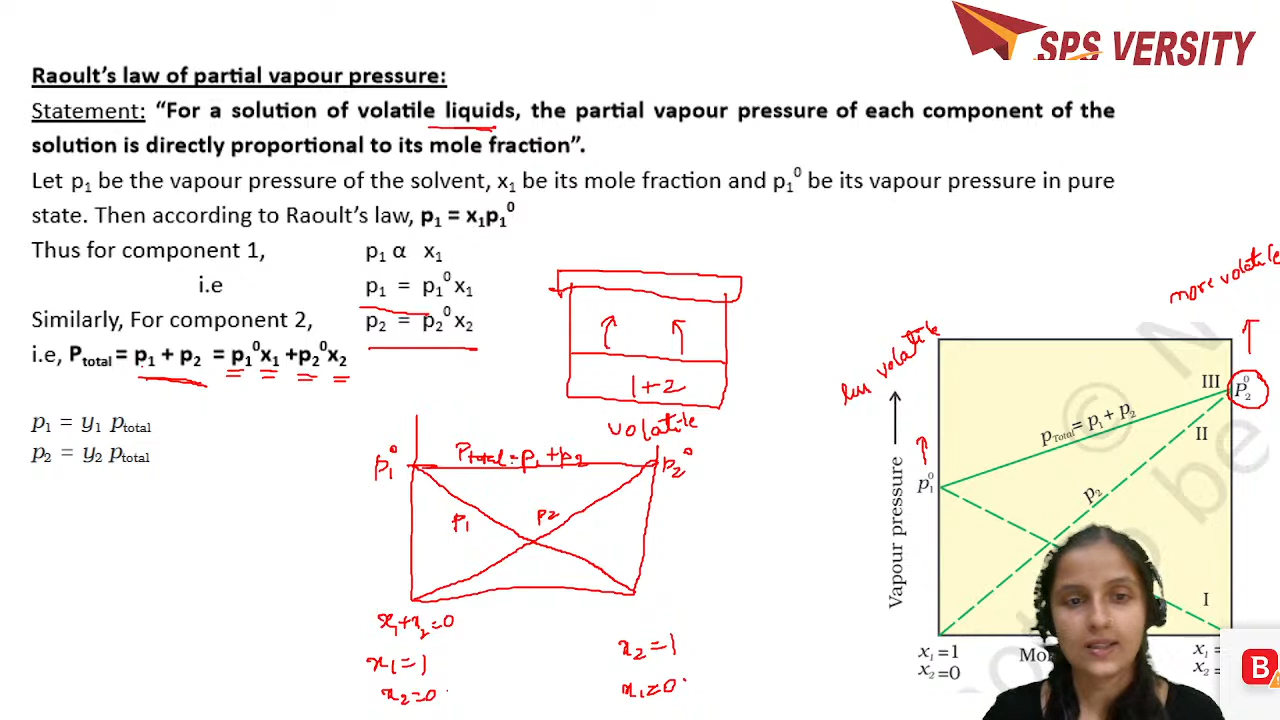 SPS VERSITY
Raoult's law of partial vapour pressure:
Statement: “For a solution of volatile liquids, the partial vapour pressure of each component of the
solution is directly proportional to its mole fraction”.
Let p₁ be the vapour pressure of the solvent, x₁ be its mole fraction and p₁⁰ be its vapour pressure in pure
state. Then according to Raoult's law, p₁ = x₁p₁⁰
Thus for component 1, p₁ α x₁
i.e p₁ = p₁⁰x₁
Similarly, For component 2, p₂ = p₂⁰x₂
i.e, Pₜₒₜₐₗ = p₁ + p₂ = p₁⁰x₁ +p₂⁰x₂
p₁ = y₁ pₜₒₜₐₗ
p₂ = y₂ pₜₒₜₐₗ
1+2
volatile
p₁⁰ Pₜₒₜₐₗ = p₁+p₂ p₂⁰
p₁ p₂
x₁+x₂=0
x₁=1
x₂=0
x₂=1
x₁=0
more volatile
less volatile
Vapour pressure
III P₂⁰
pₜₒₜₐₗ= p₁ + p₂
II
p₁⁰
p₂
I
x₁=1
x₂=0
x₁=
x₂=
B